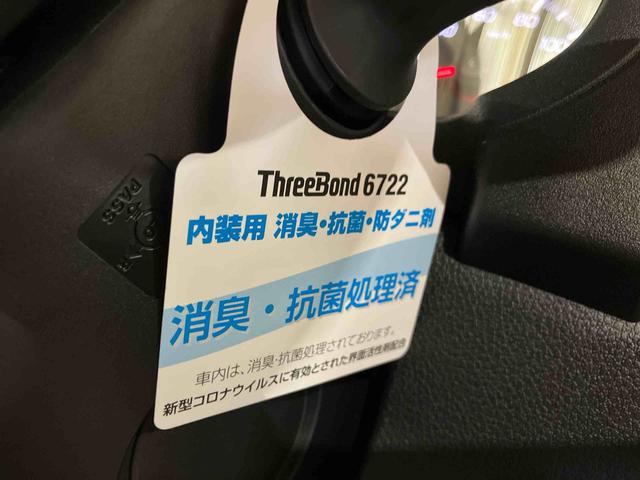 ThreeBond 6722
内装用 消臭・抗菌・防ダニ剤
消臭・抗菌処理済
車内は、消臭・抗菌処理されております。
新型コロナウイルスに有効とされた界面活性剤配合
PASS
AIR